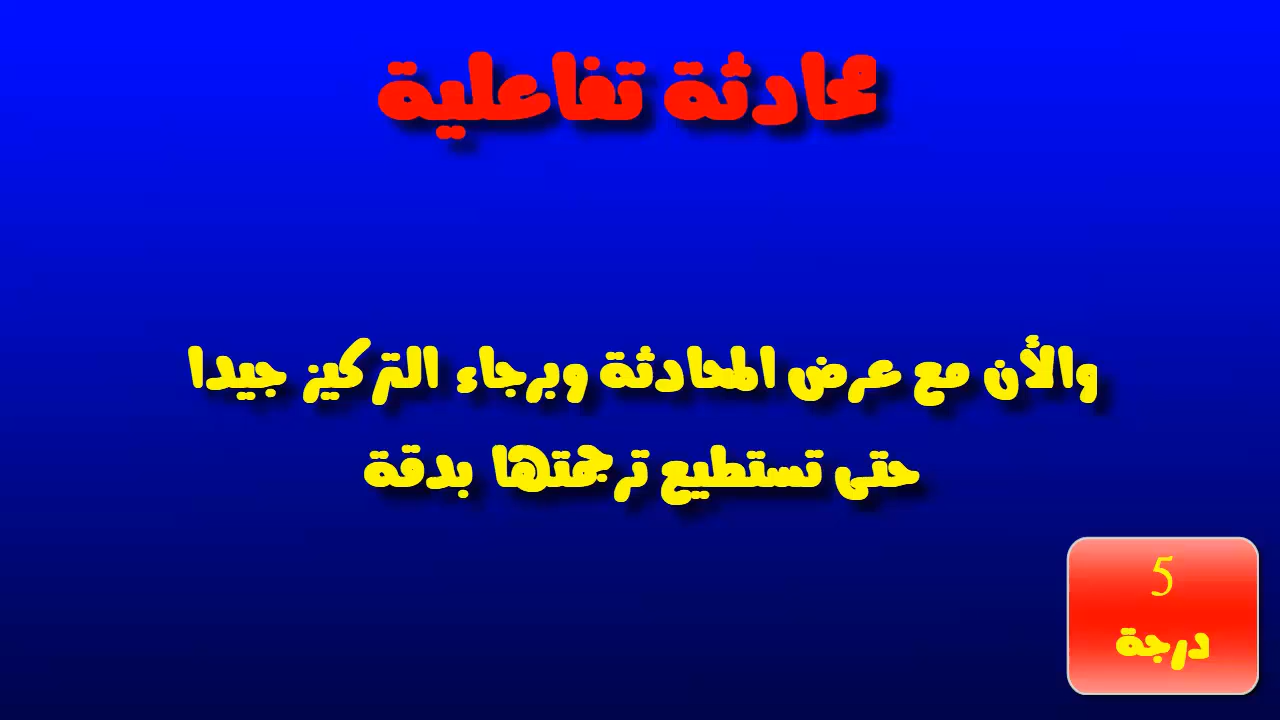 محادثة تفاعلية
والأن مع عرض المحادثة وبرجاء التركيز جيدا
حتى تستطيع ترجمتها بدقة
5
درجة